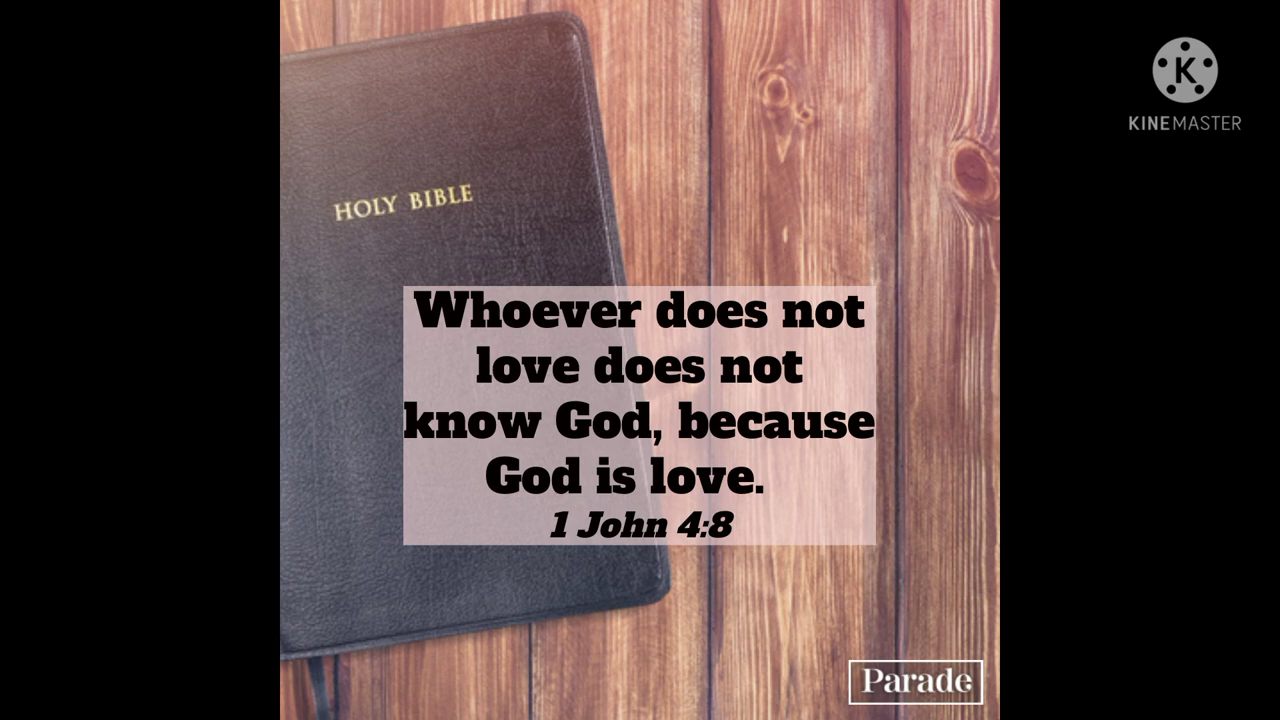 KINEMASTER
HOLY BIBLE
Whoever does not
love does not
know God, because
God is love.
1 John 4:8
Parade